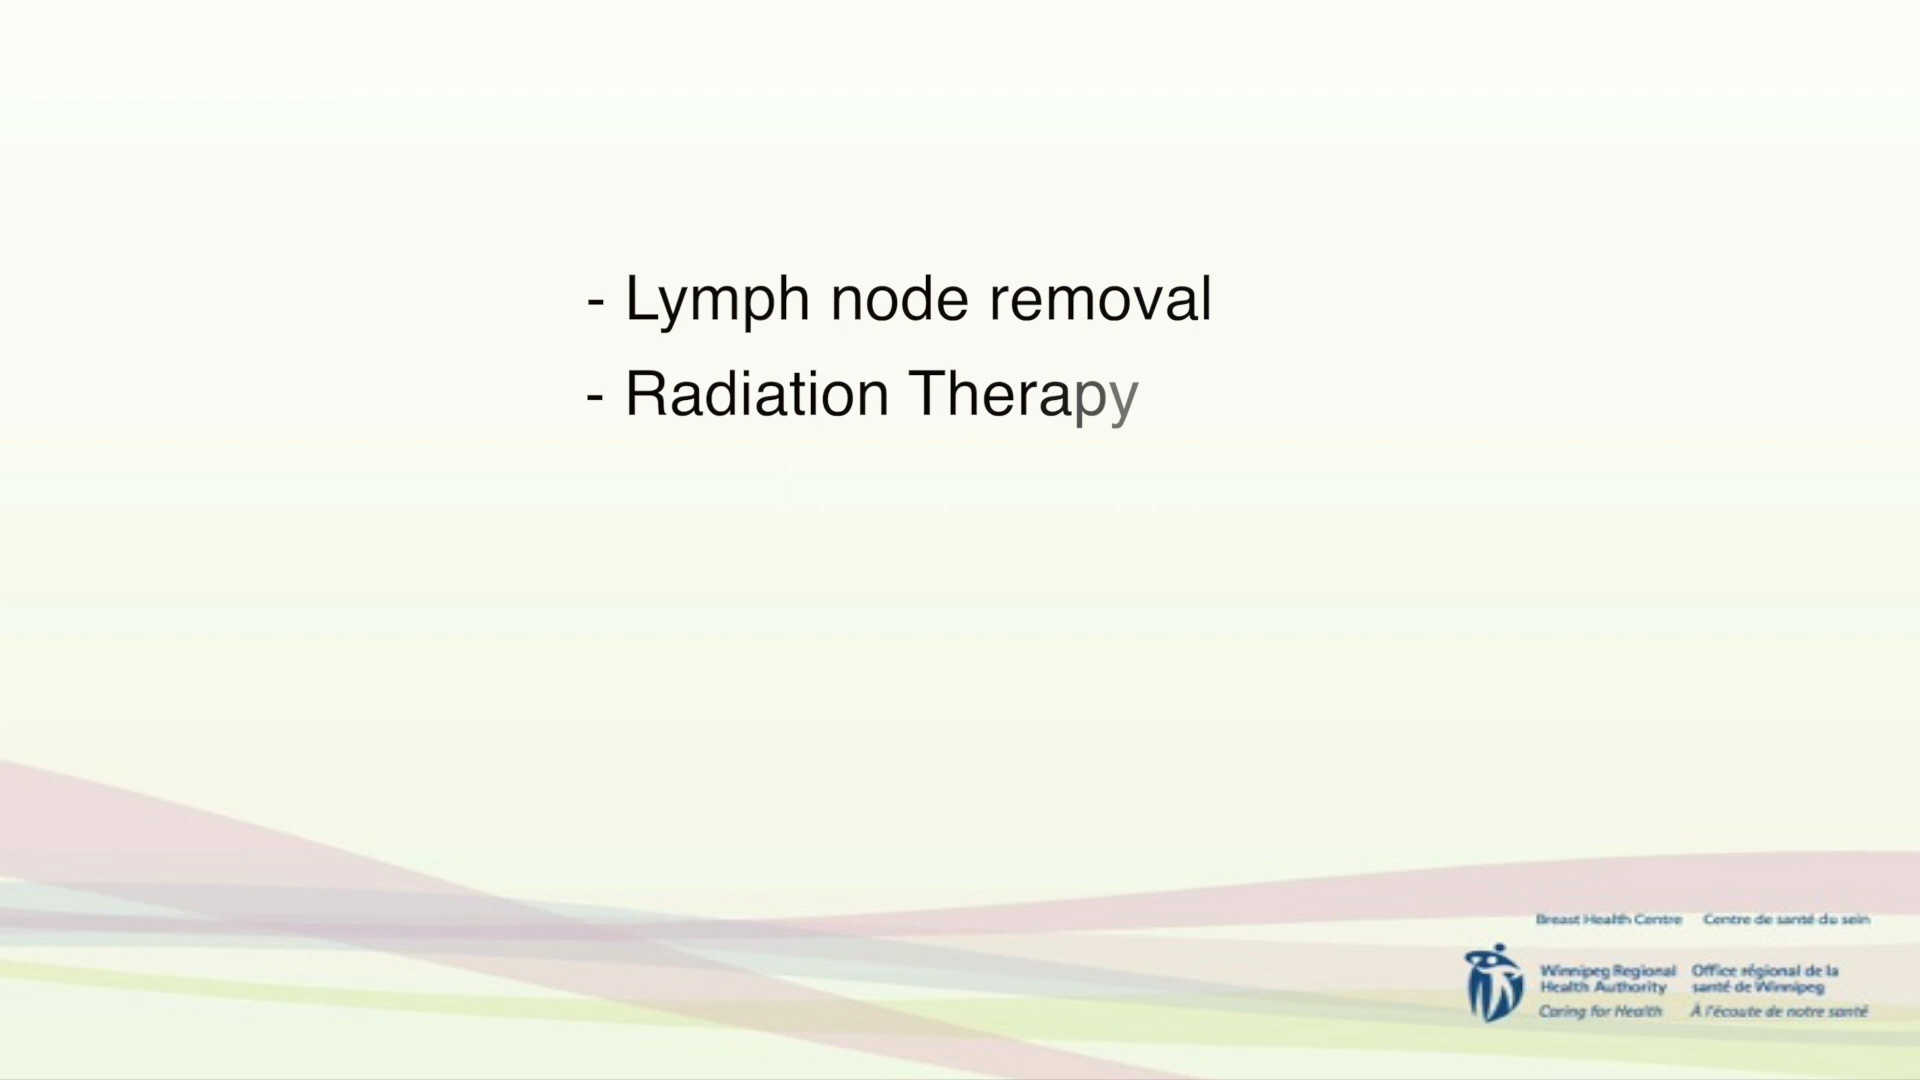 - Lymph node removal
- Radiation Therapy
Breast Health Centre Centre de santé du sein
Winnipeg Regional Office régional de la
Health Authority santé de Winnipeg
Caring for Health À l'écoute de notre santé